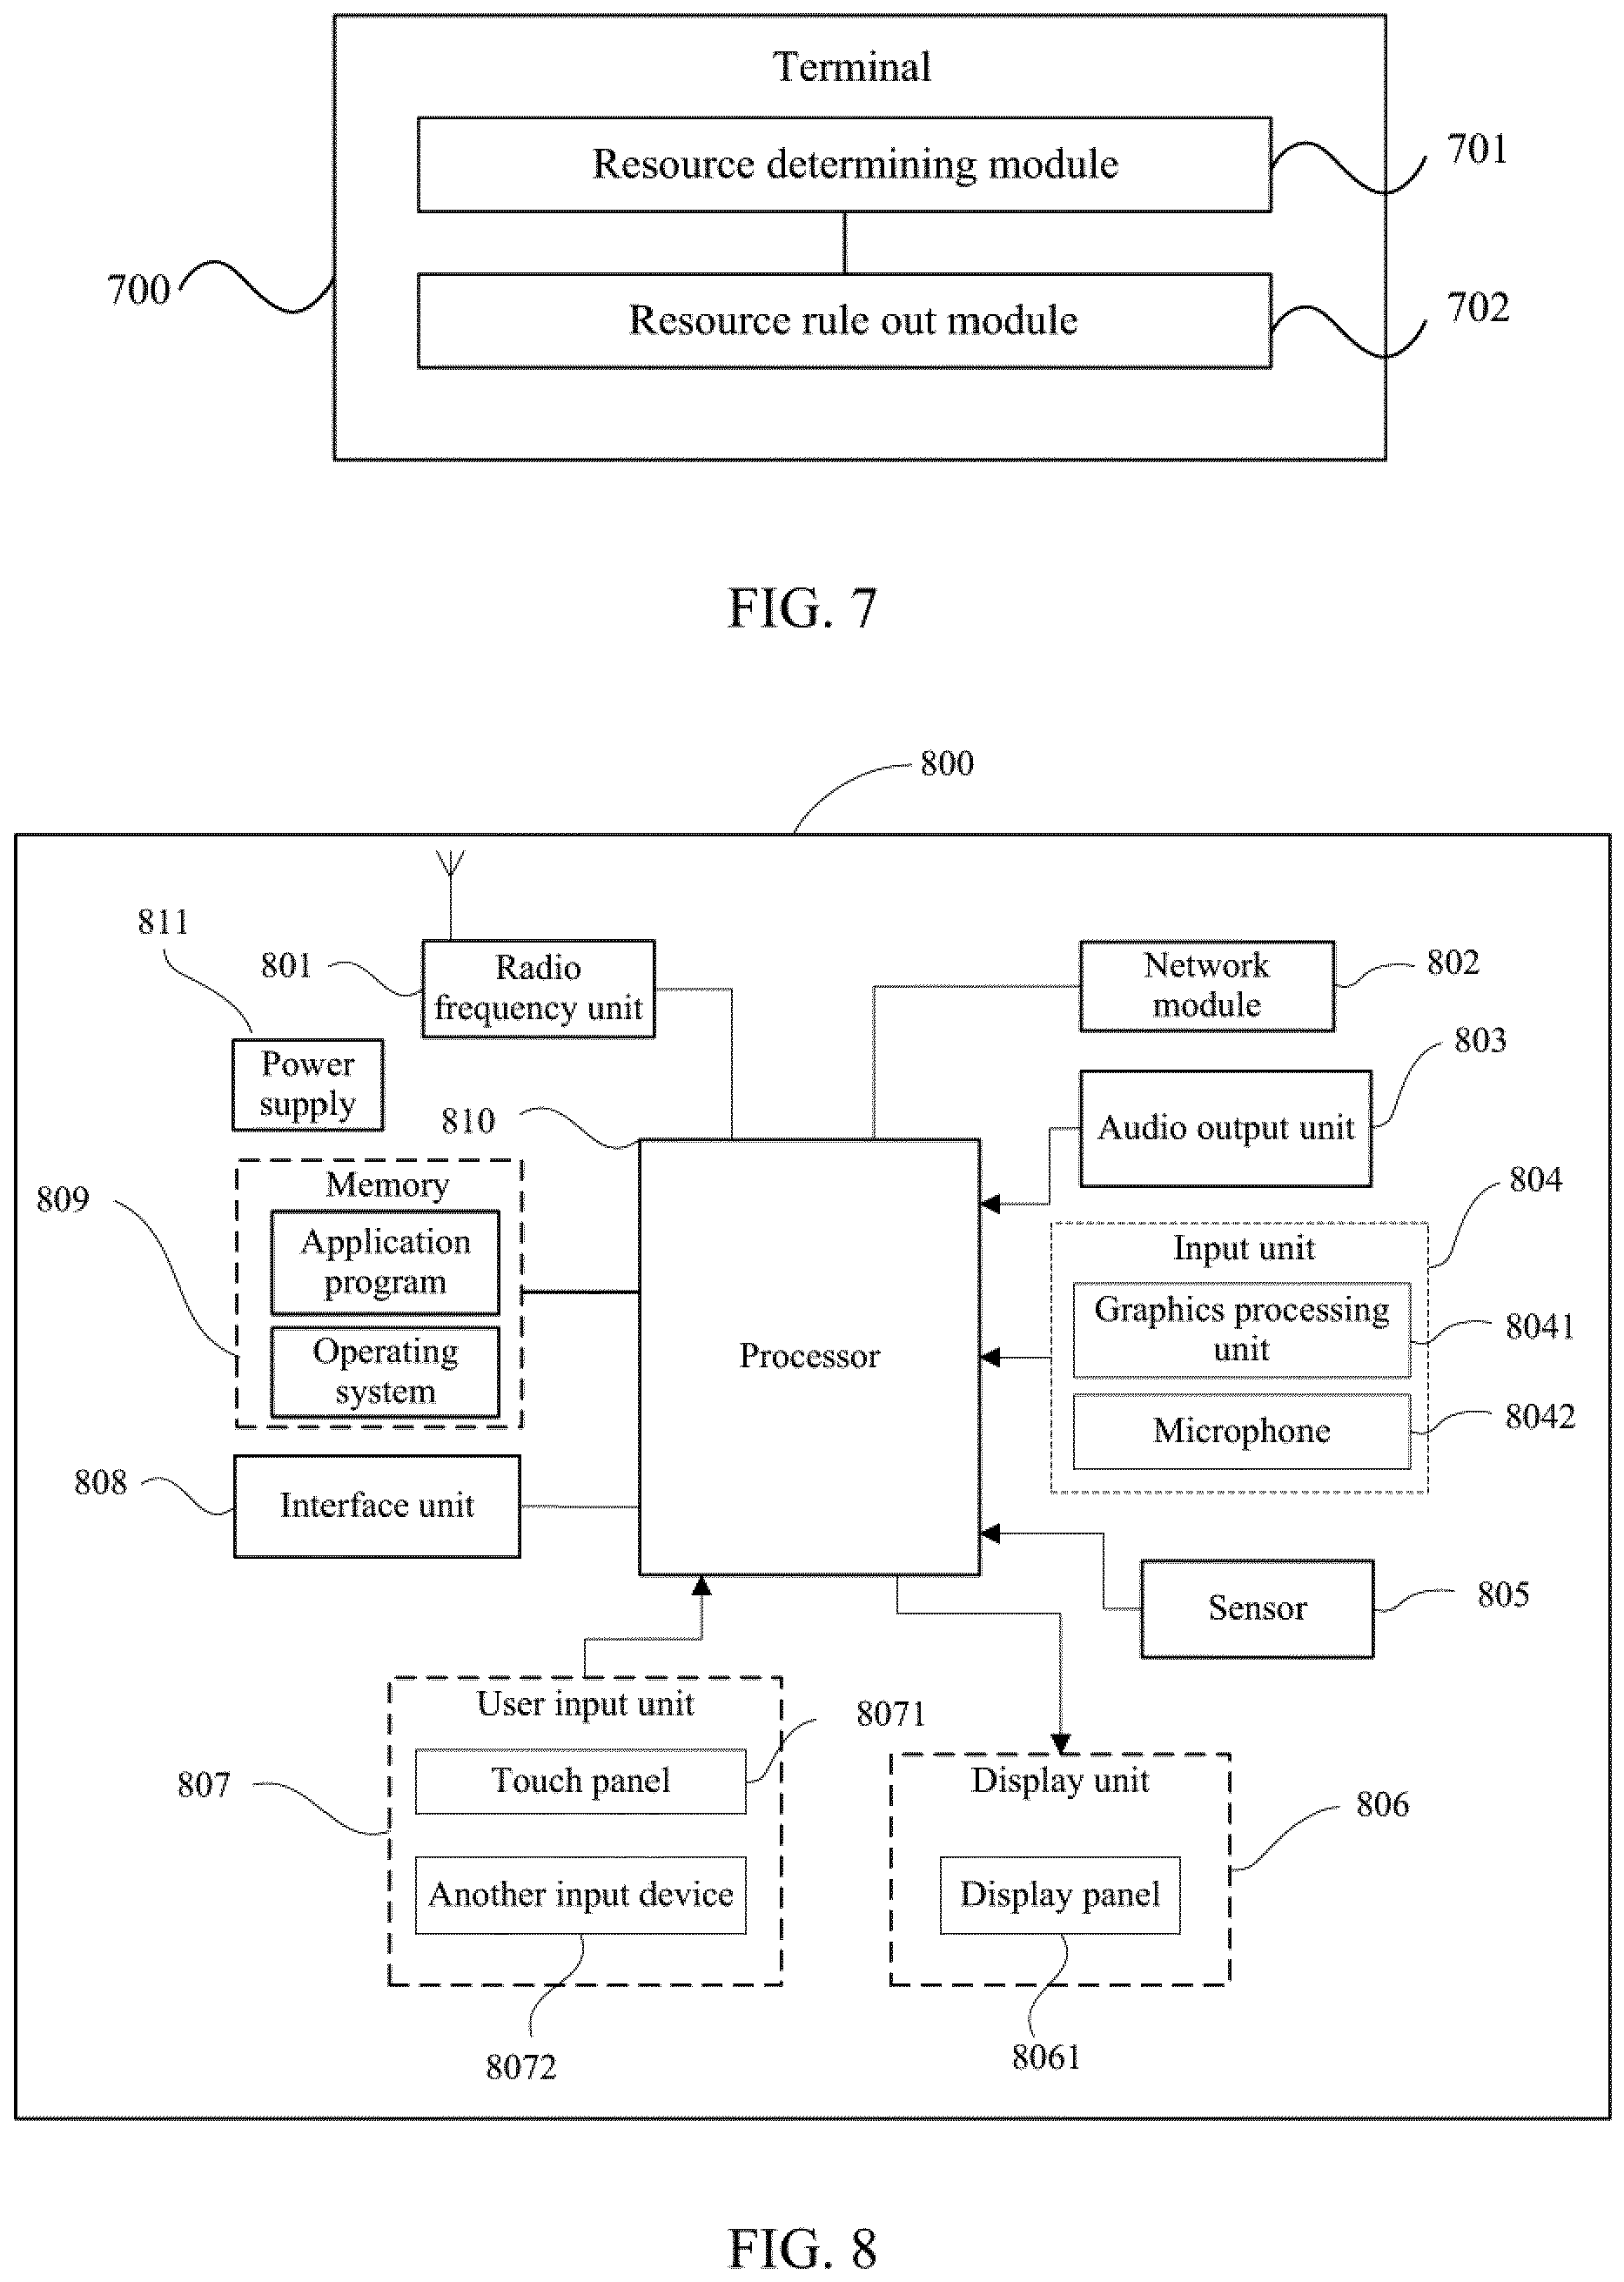 Terminal
Resource determining module
701
700
Resource rule out module
702
FIG. 7
800
811
801
Radio
frequency unit
Network
module
802
Power
supply
810
803
Audio output unit
809
Memory
Application
program
Operating
system
Processor
804
Input unit
Graphics processing
unit
8041
Microphone
8042
808
Interface unit
Sensor
805
User input unit
8071
807
Touch panel
Another input device
8072
Display unit
806
Display panel
8061
FIG. 8